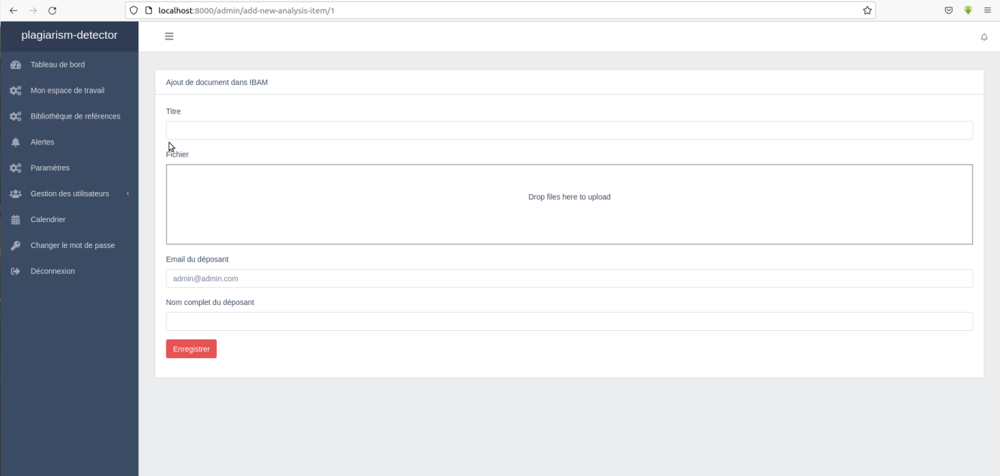 localhost:8000/admin/add-new-analysis-item/1
plagiarism-detector
Tableau de bord
Mon espace de travail
Bibliothèque de reférences
Alertes
Paramètres
Gestion des utilisateurs
Calendrier
Changer le mot de passe
Déconnexion
Ajout de document dans IBAM
Titre
Fichier
Drop files here to upload
Email du déposant
admin@admin.com
Nom complet du déposant
Enregistrer